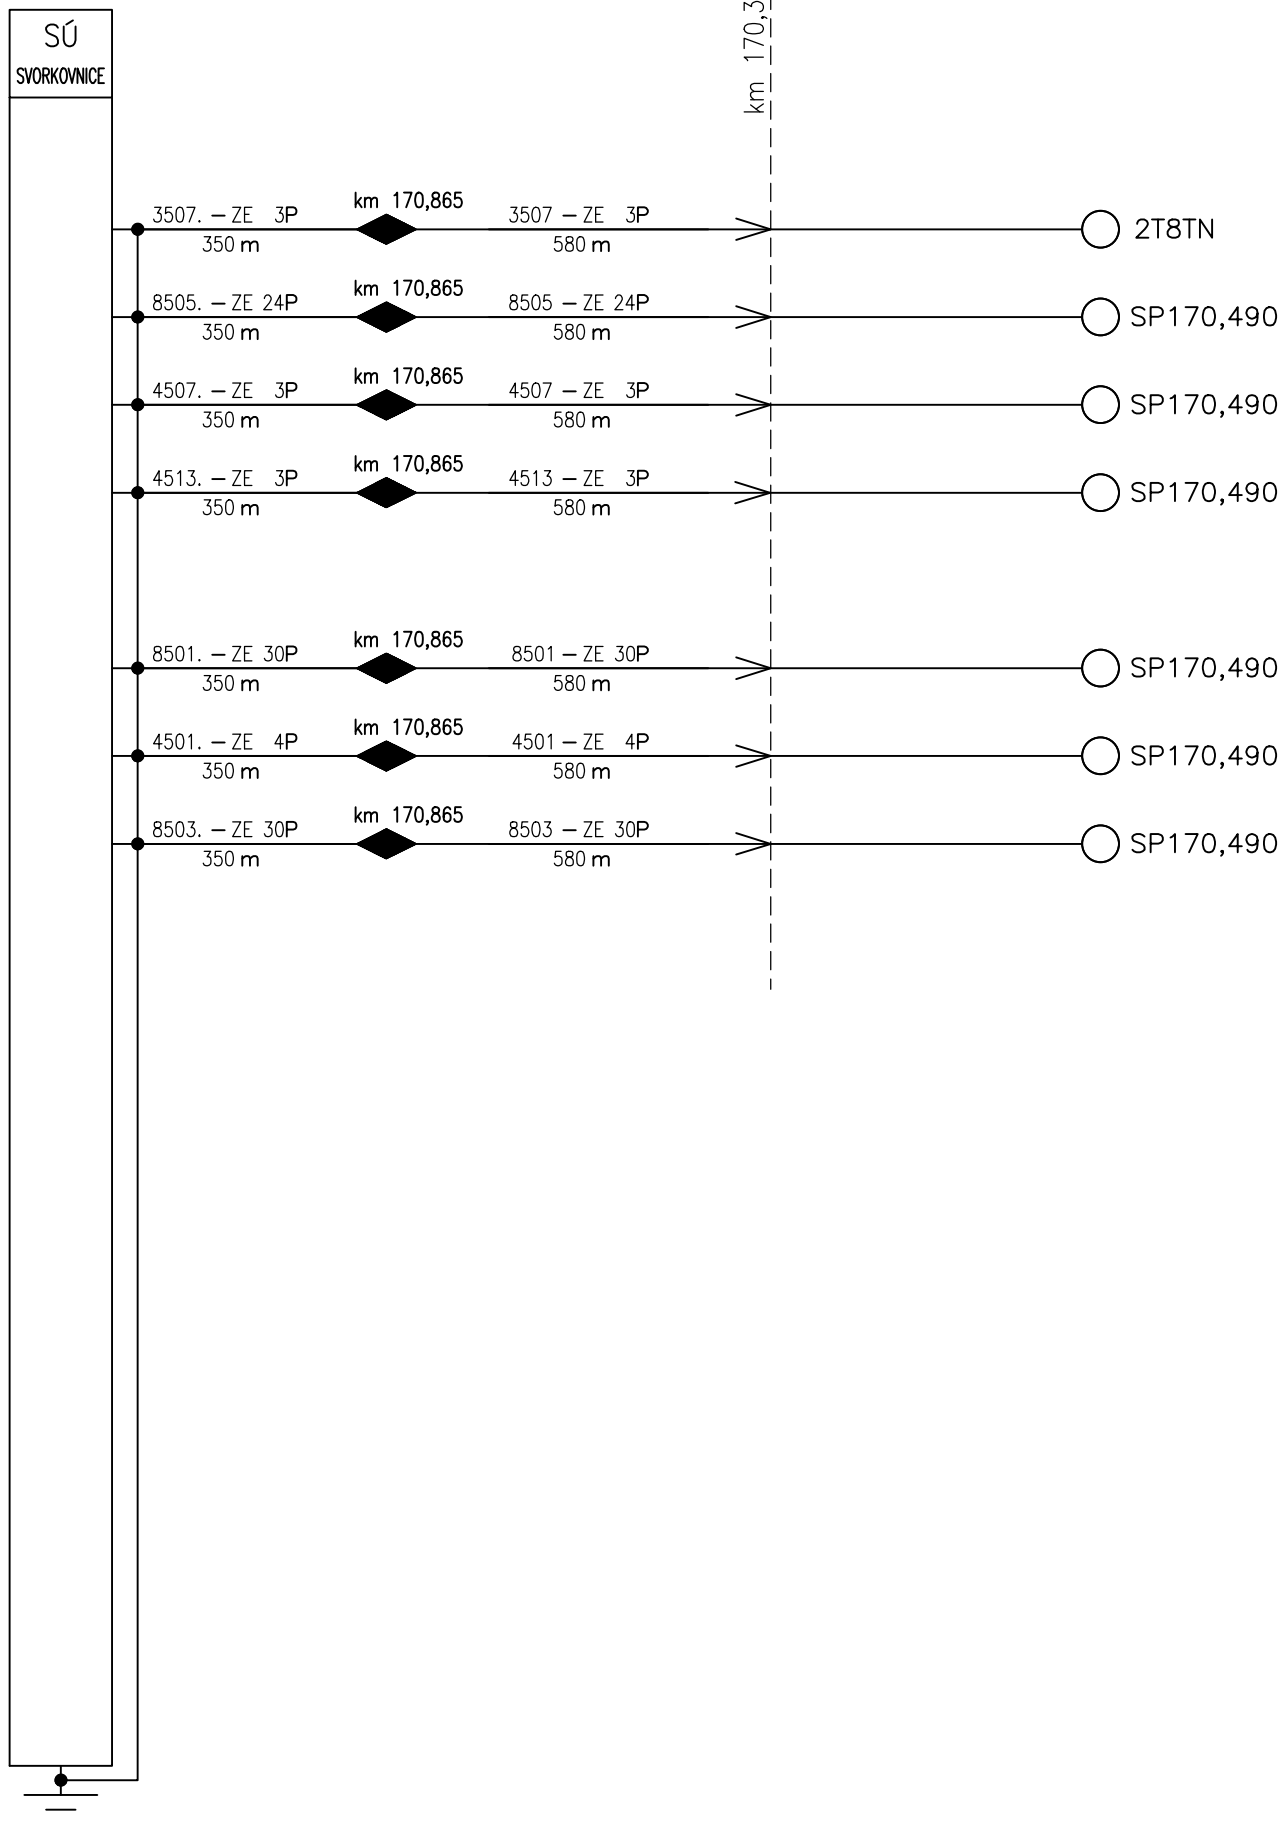 SÚ
SVORKOVNICE
km 170,3
3507. – ZE 3P km 170,865 3507 – ZE 3P
350 m 580 m
2T8TN
8505. – ZE 24P km 170,865 8505 – ZE 24P
350 m 580 m
SP170,490
4507. – ZE 3P km 170,865 4507 – ZE 3P
350 m 580 m
SP170,490
4513. – ZE 3P km 170,865 4513 – ZE 3P
350 m 580 m
SP170,490
8501. – ZE 30P km 170,865 8501 – ZE 30P
350 m 580 m
SP170,490
4501. – ZE 4P km 170,865 4501 – ZE 4P
350 m 580 m
SP170,490
8503. – ZE 30P km 170,865 8503 – ZE 30P
350 m 580 m
SP170,490